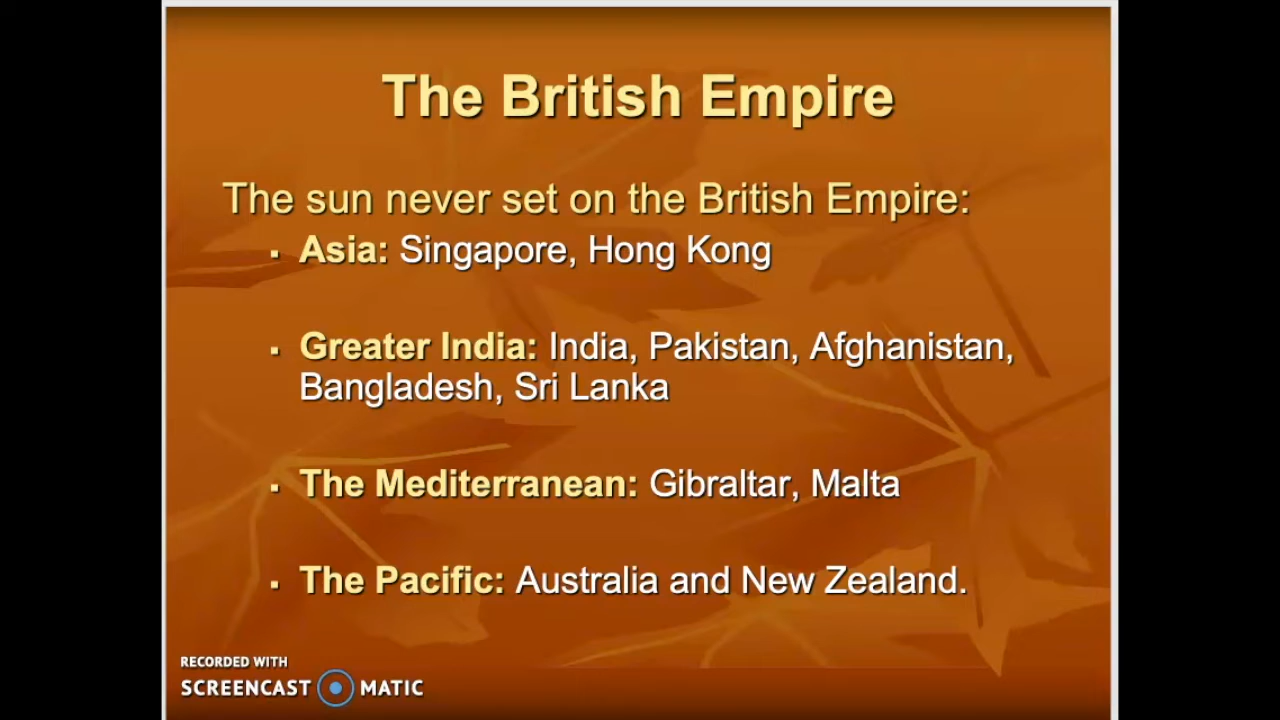 The British Empire
The sun never set on the British Empire:
▪ Asia: Singapore, Hong Kong
▪ Greater India: India, Pakistan, Afghanistan,
Bangladesh, Sri Lanka
▪ The Mediterranean: Gibraltar, Malta
▪ The Pacific: Australia and New Zealand.
RECORDED WITH
SCREENCAST MATIC